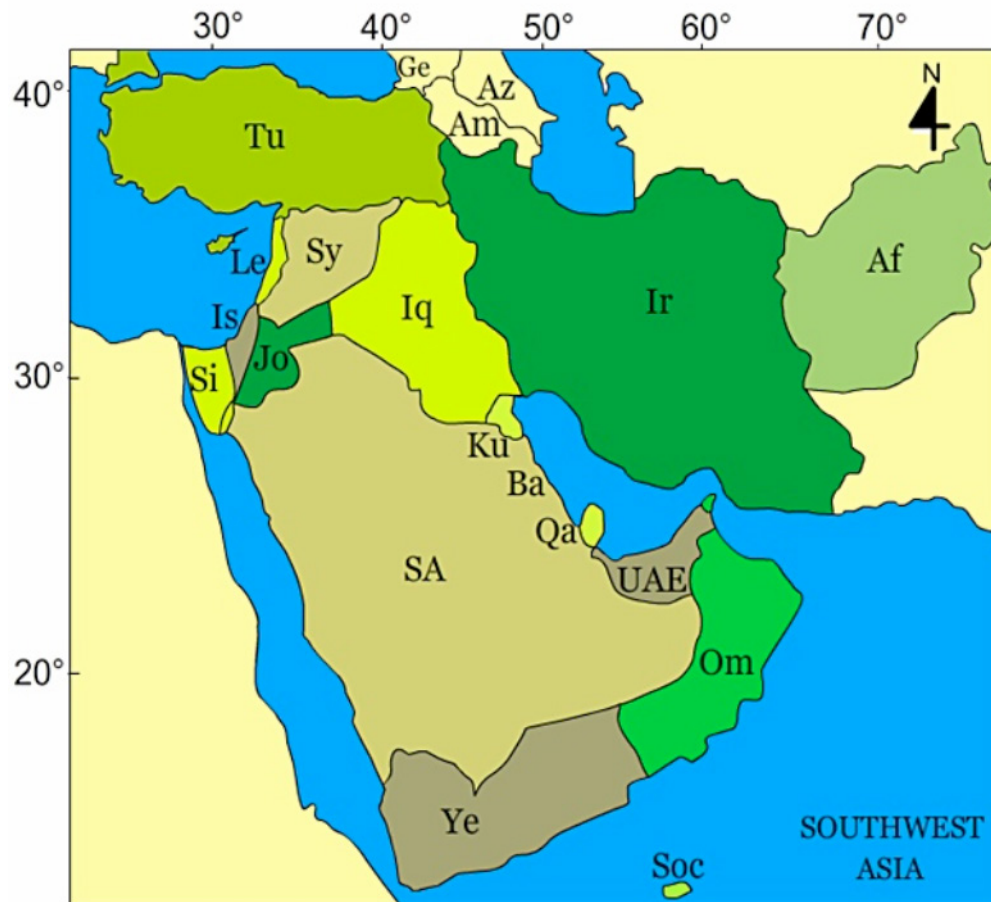 30° 40° 50° 60° 70°
40°
30°
20°
N
Ge
Az
Am
Tu
Le
Sy
Is
Iq
Ir
Af
Si
Jo
Ku
Ba
Qa
SA
UAE
Om
Ye
Soc
SOUTHWEST
ASIA